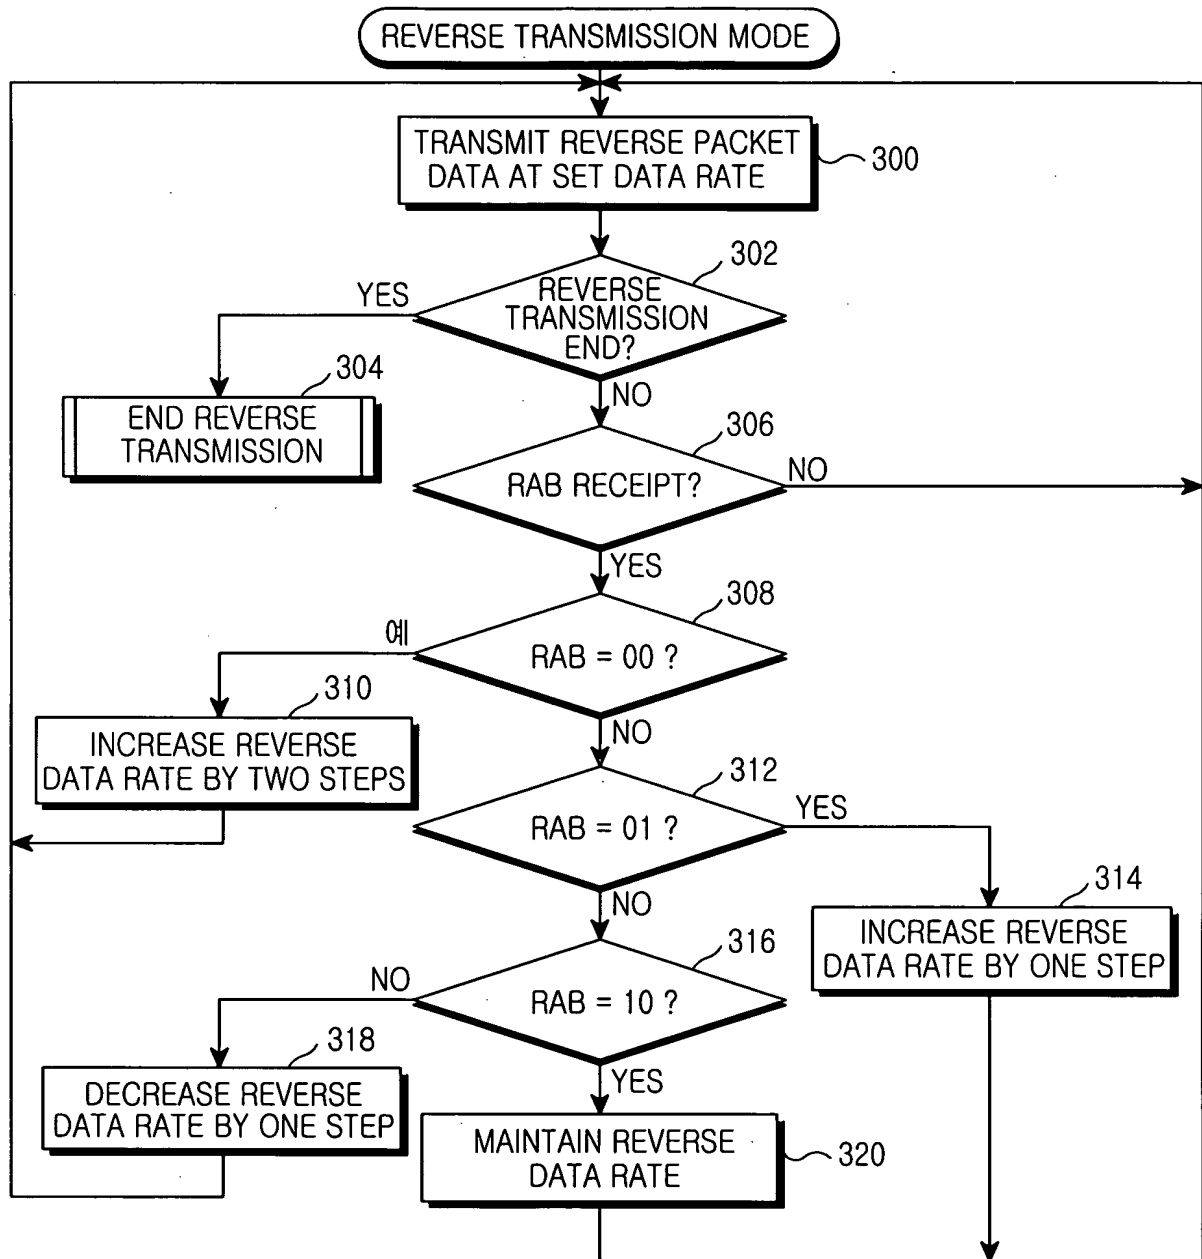 REVERSE TRANSMISSION MODE
TRANSMIT REVERSE PACKET
DATA AT SET DATA RATE
300
302
YES
REVERSE
TRANSMISSION
END?
304
NO
END REVERSE
TRANSMISSION
306
RAB RECEIPT?
NO
YES
308
예
RAB = 00 ?
310
NO
INCREASE REVERSE
DATA RATE BY TWO STEPS
312
YES
RAB = 01 ?
314
NO
INCREASE REVERSE
DATA RATE BY ONE STEP
316
NO
RAB = 10 ?
318
YES
DECREASE REVERSE
DATA RATE BY ONE STEP
MAINTAIN REVERSE
DATA RATE
320